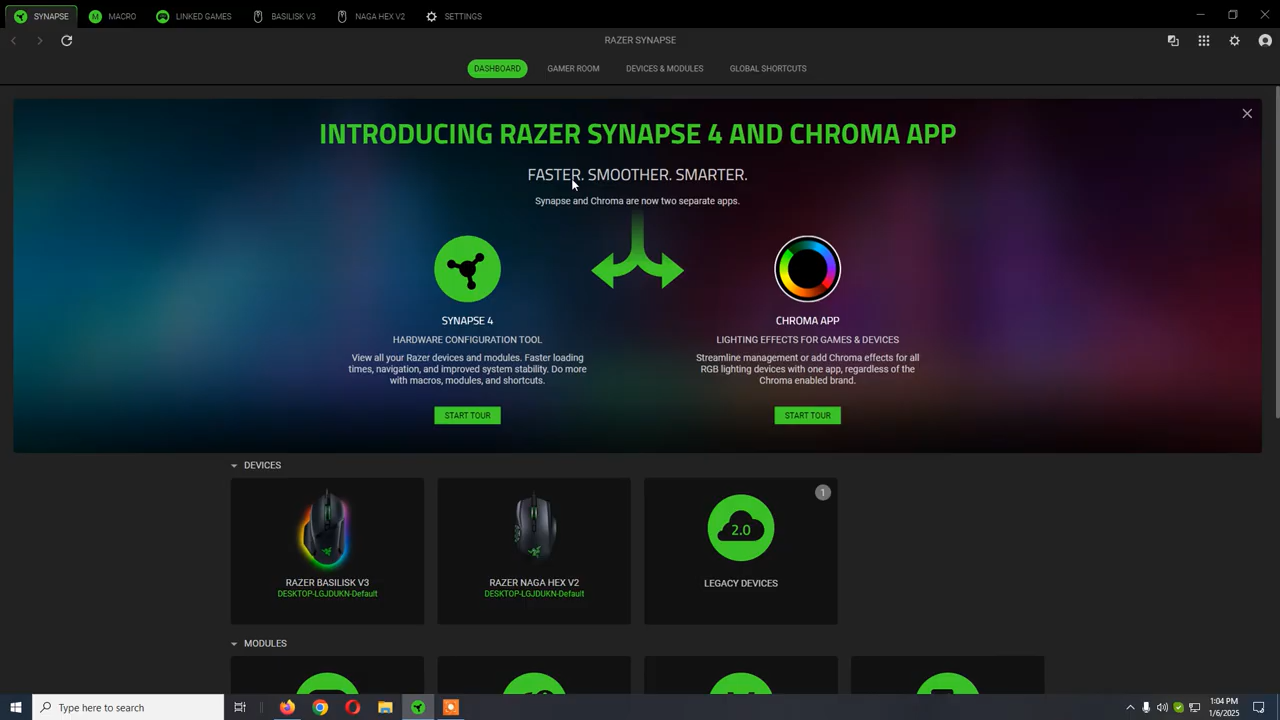 SYNAPSE
MACRO
LINKED GAMES
BASILISK V3
NAGA HEX V2
SETTINGS
RAZER SYNAPSE
DASHBOARD
GAMER ROOM
DEVICES & MODULES
GLOBAL SHORTCUTS
INTRODUCING RAZER SYNAPSE 4 AND CHROMA APP
FASTER. SMOOTHER. SMARTER.
Synapse and Chroma are now two separate apps.
SYNAPSE 4
HARDWARE CONFIGURATION TOOL
View all your Razer devices and modules. Faster loading
times, navigation, and improved system stability. Do more
with macros, modules, and shortcuts.
START TOUR
CHROMA APP
LIGHTING EFFECTS FOR GAMES & DEVICES
Streamline management or add Chroma effects for all
RGB lighting devices with one app, regardless of the
Chroma enabled brand.
START TOUR
DEVICES
RAZER BASILISK V3
DESKTOP-LGJDUKN-Default
RAZER NAGA HEX V2
DESKTOP-LGJDUKN-Default
1
2.0
LEGACY DEVICES
MODULES
Type here to search
1:04 PM
1/6/2025